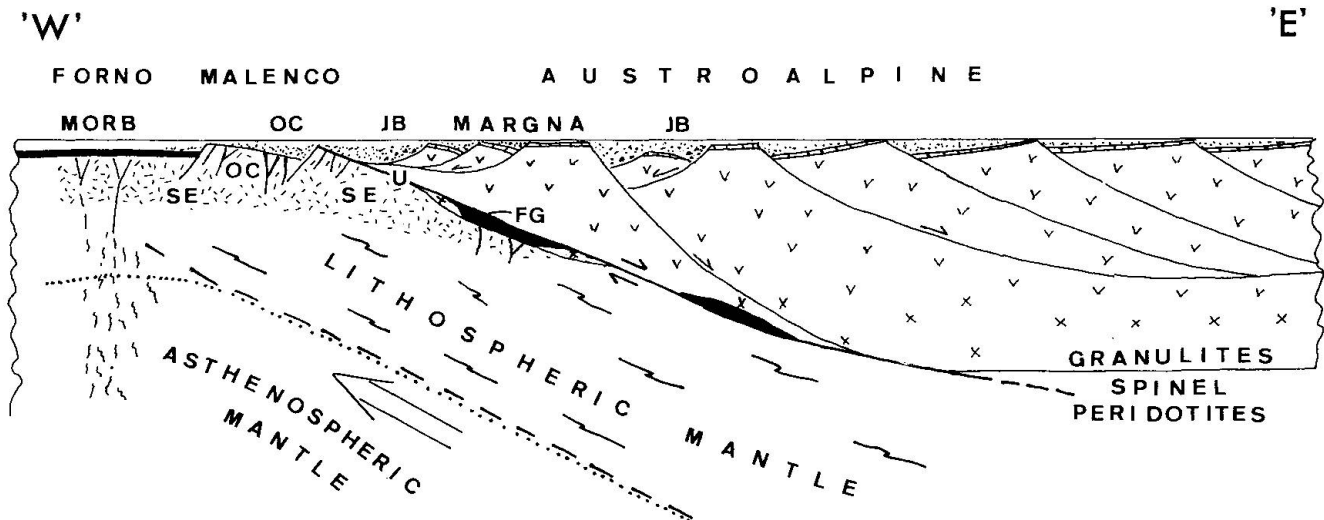 'W' 'E'
FORNO MALENCO AUSTROALPINE
MORB OC JB MARGNA JB
OC
SE SE U
FG
LITHOSPHERIC MANTLE
ASTHENOSPHERIC
MANTLE
GRANULITES
SPINEL
PERIDOTITES